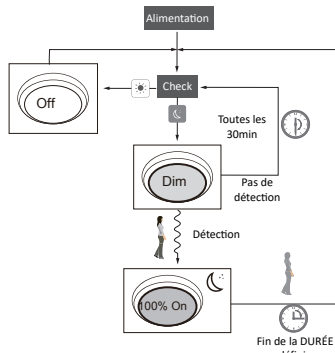 Alimentation
Check
Off
Toutes les
30min
Dim
Pas de
détection
Détection
100% On
Fin de la DURÉE